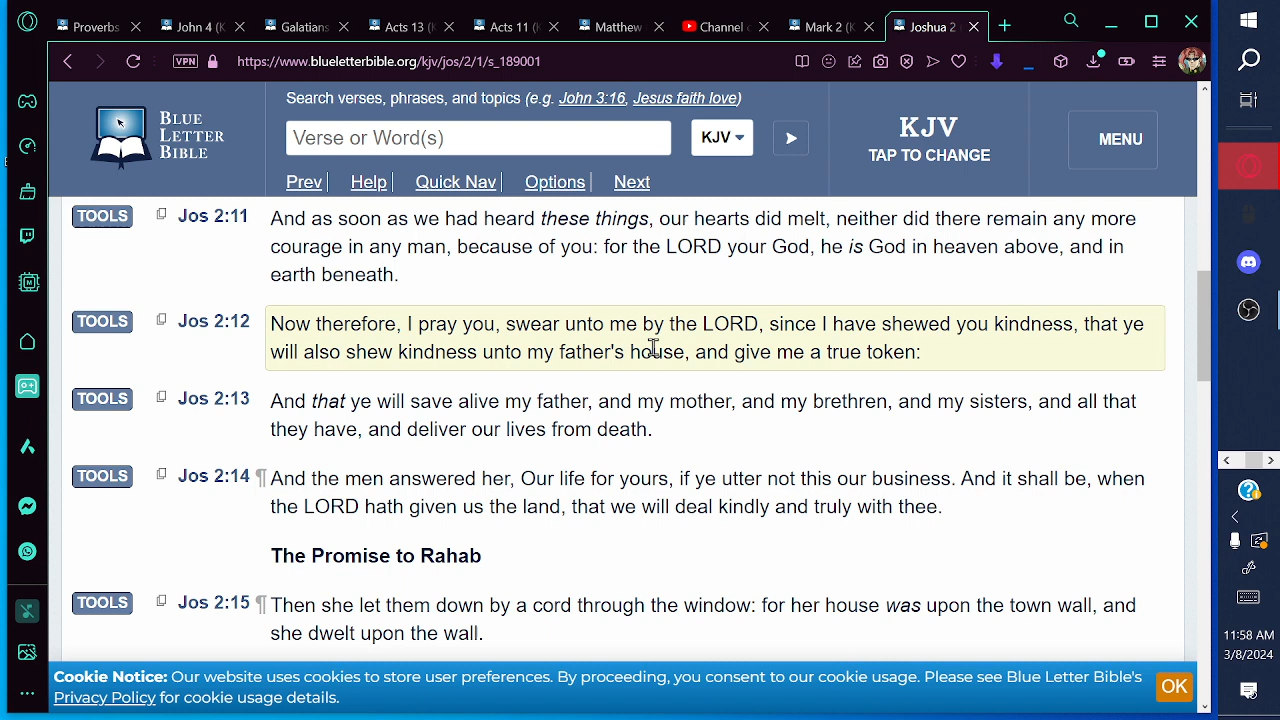 Proverbs
John 4 (K
Galatians
Acts 13 (
Acts 11 (
Matthew
Channel c
Mark 2 (K
Joshua 2
VPN
https://www.blueletterbible.org/kjv/jos/2/1/s_189001
BLUE
LETTER
BIBLE
Search verses, phrases, and topics (e.g. John 3:16, Jesus faith love)
Verse or Word(s)
KJV
KJV
TAP TO CHANGE
MENU
Prev | Help | Quick Nav | Options | Next
TOOLS Jos 2:11 And as soon as we had heard these things, our hearts did melt, neither did there remain any more
courage in any man, because of you: for the LORD your God, he is God in heaven above, and in
earth beneath.
TOOLS Jos 2:12 Now therefore, I pray you, swear unto me by the LORD, since I have shewed you kindness, that ye
will also shew kindness unto my father's house, and give me a true token:
TOOLS Jos 2:13 And that ye will save alive my father, and my mother, and my brethren, and my sisters, and all that
they have, and deliver our lives from death.
TOOLS Jos 2:14 ¶ And the men answered her, Our life for yours, if ye utter not this our business. And it shall be, when
the LORD hath given us the land, that we will deal kindly and truly with thee.
The Promise to Rahab
TOOLS Jos 2:15 ¶ Then she let them down by a cord through the window: for her house was upon the town wall, and
she dwelt upon the wall.
Cookie Notice: Our website uses cookies to store user preferences. By proceeding, you consent to our cookie usage. Please see Blue Letter Bible's
Privacy Policy for cookie usage details.
OK
11:58 AM
3/8/2024